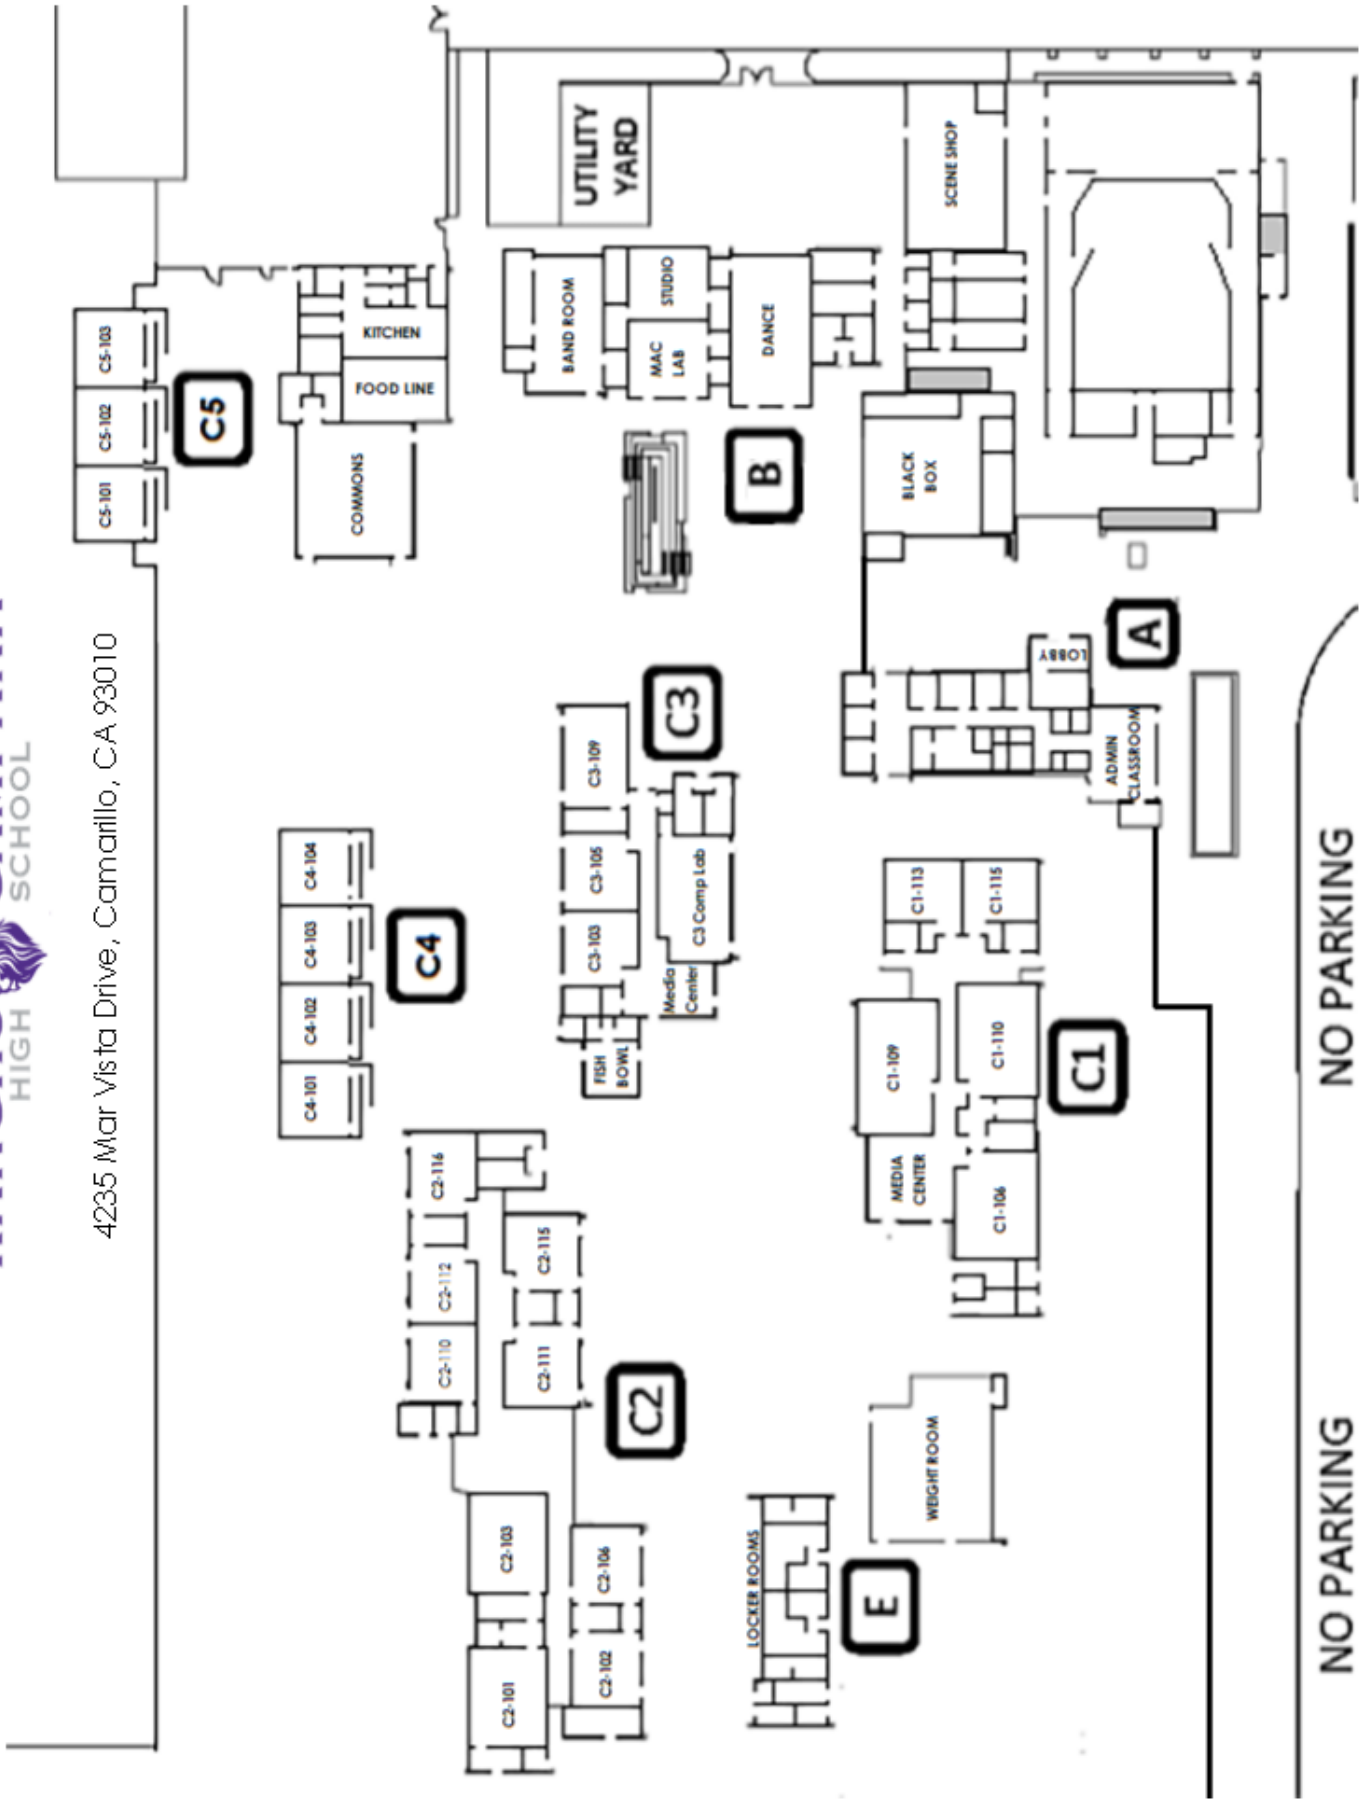 HIGH SCHOOL
4235 Mar Vista Drive, Camarillo, CA 93010
C5-101
C5-102
C5-103
C5
COMMONS
FOOD LINE
KITCHEN
C4-101
C4-102
C4-103
C4-104
C4
UTILITY
YARD
BAND ROOM
MAC
LAB
STUDIO
DANCE
B
SCENE SHOP
BLACK
BOX
C3-109
C3-105
C3-103
C3
C3 Comp Lab
Media
Center
FISH
BOWL
C2-116
C2-112
C2-110
C2-115
C2-111
C2
C2-103
C2-101
C2-106
C2-102
LOBBY
A
ADMIN
CLASSROOM
C1-113
C1-115
C1-109
C1-110
C1
MEDIA
CENTER
C1-106
WEIGHT ROOM
LOCKER ROOMS
E
NO PARKING
NO PARKING